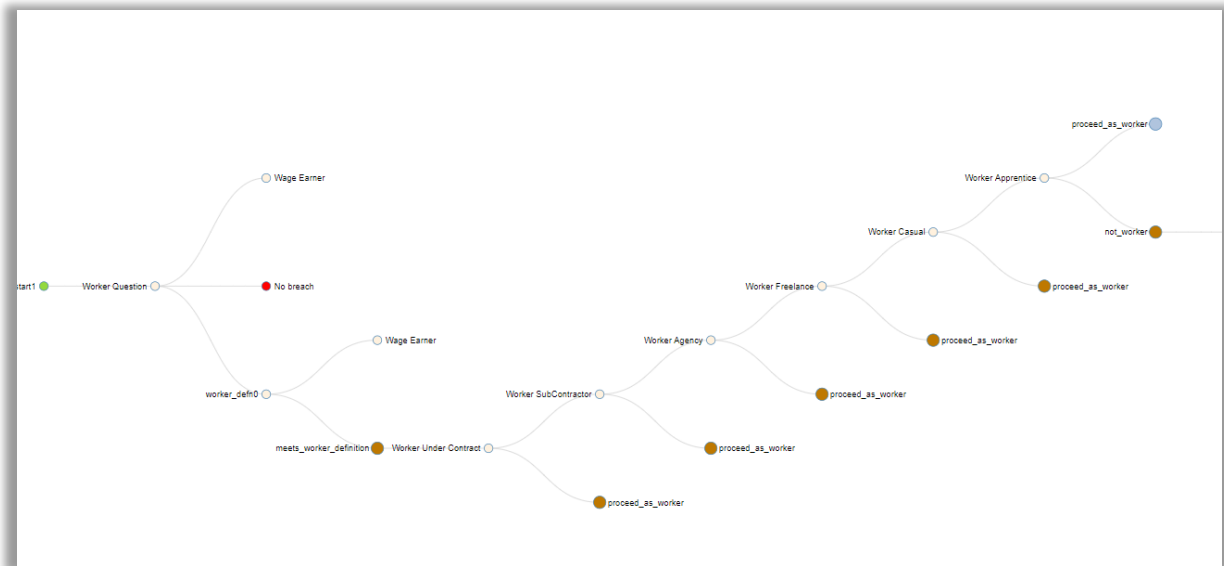 proceed_as_worker
Wage Earner
Worker Apprentice
Worker Casual
not_worker
start1
Worker Question
No breach
Worker Freelance
proceed_as_worker
Wage Earner
Worker Agency
proceed_as_worker
worker_defn0
Worker SubContractor
proceed_as_worker
meets_worker_definition
Worker Under Contract
proceed_as_worker
proceed_as_worker